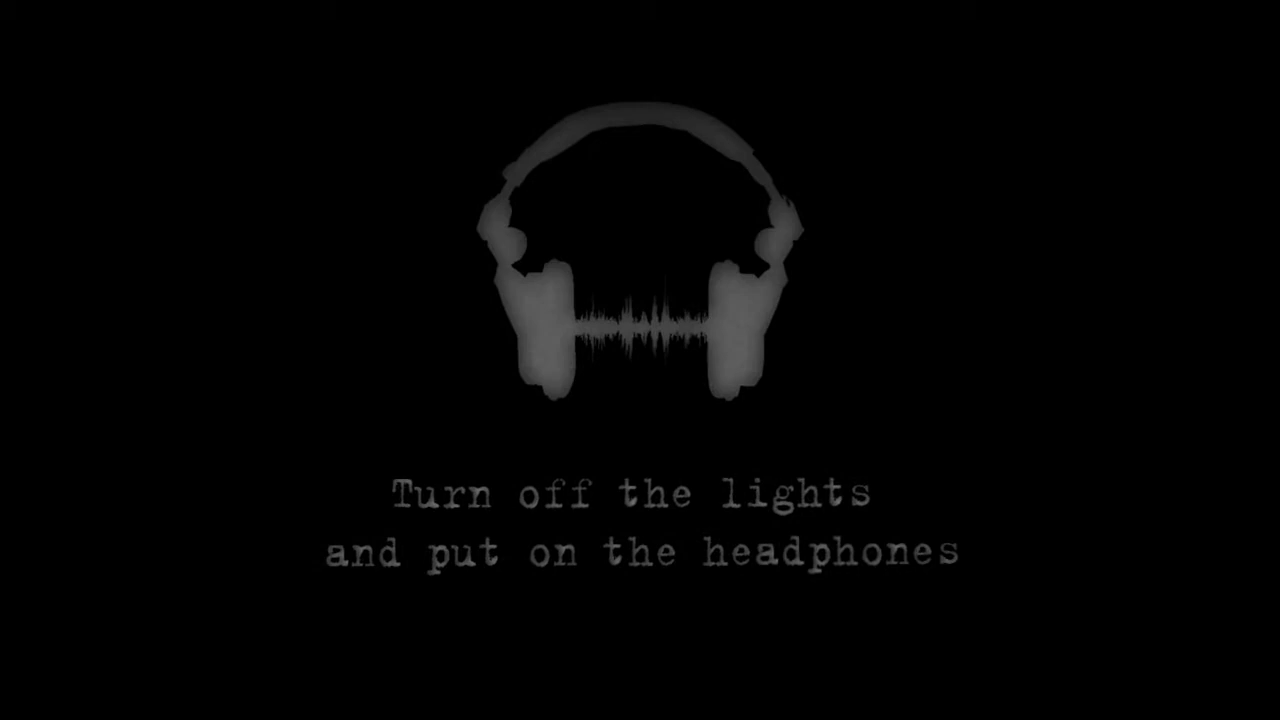 Turn off the lights
and put on the headphones